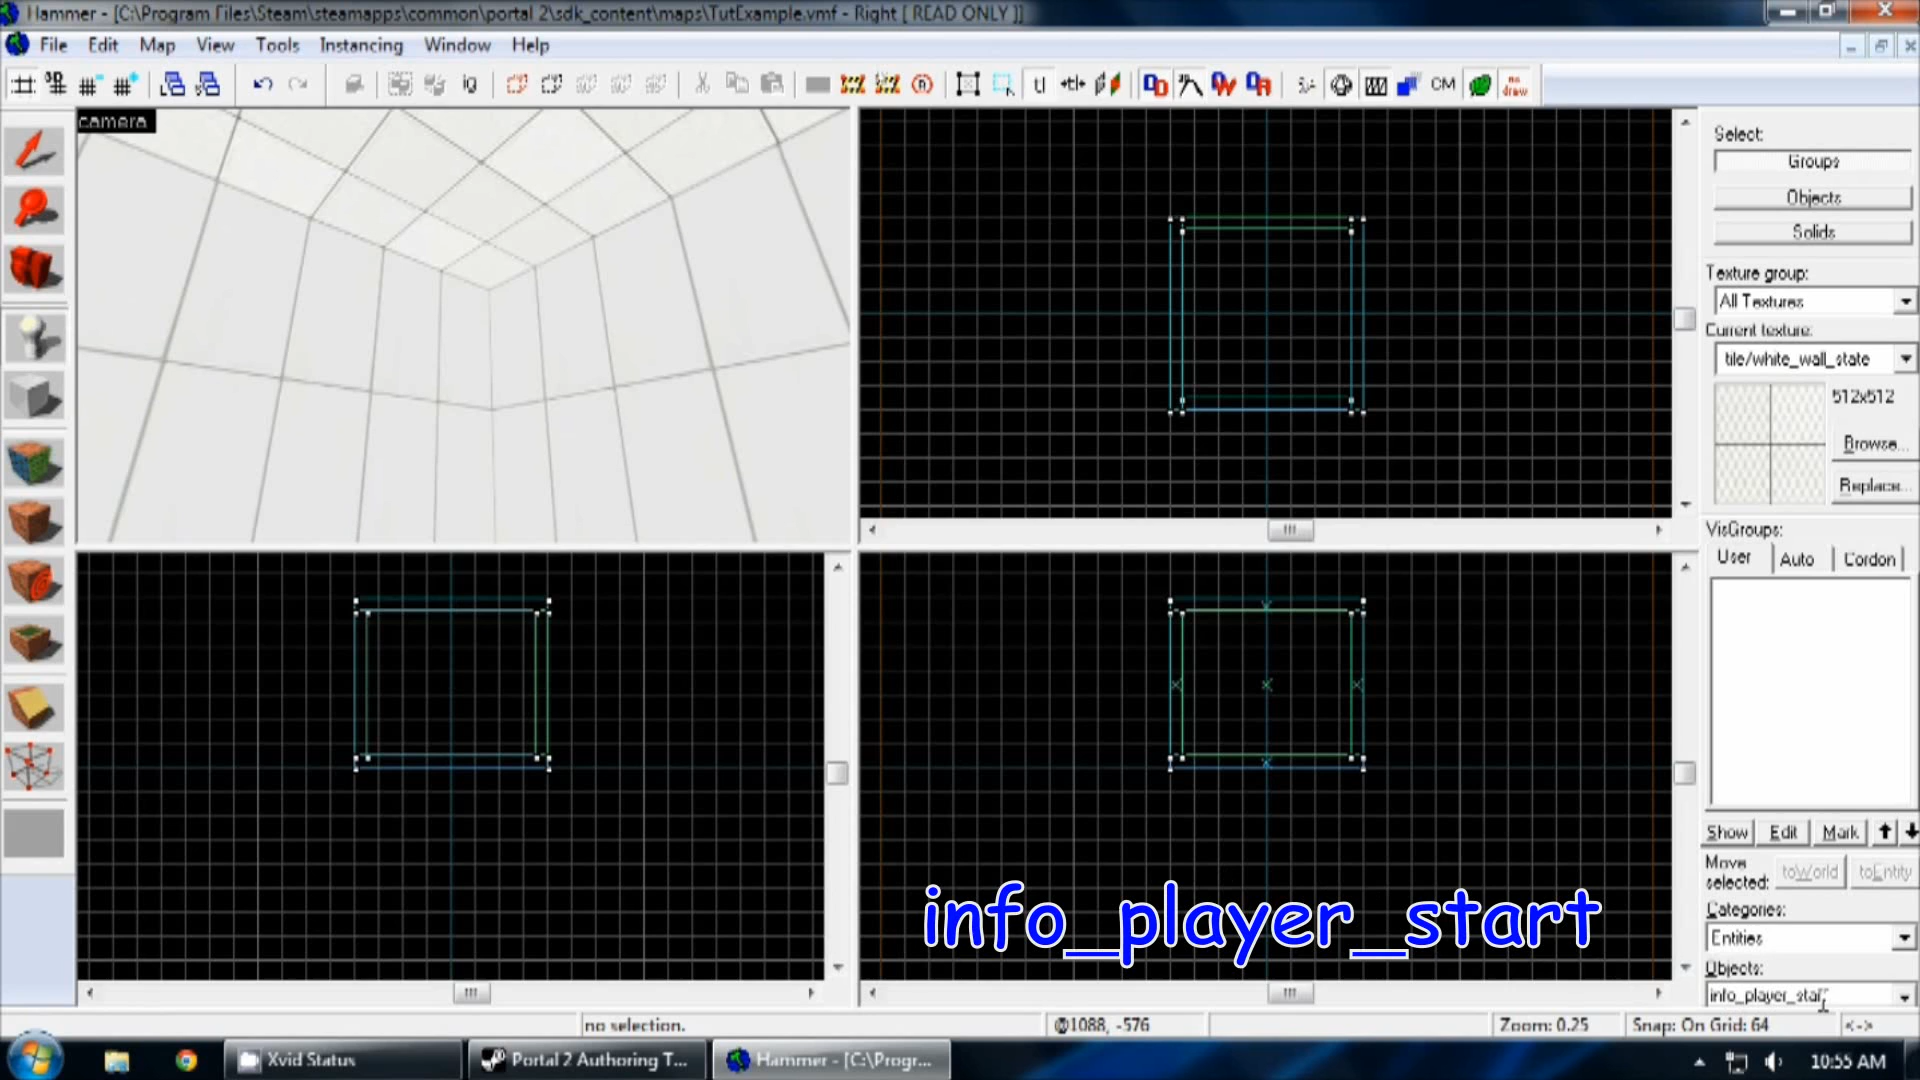 Hammer - [C:\Program Files\Steam\steamapps\common\portal 2\sdk_content\maps\TutExample.vmf - Right [ READ ONLY ]]
File Edit Map View Tools Instancing Window Help
CM
no draw
camera
Select:
Groups
Objects
Solids
Texture group:
All Textures
Current texture:
tile/white_wall_state
512x512
Browse...
Replace...
VisGroups:
User Auto Cordon
Show Edit Mark
Move selected: toWorld toEntity
Categories:
Entities
Objects:
info_player_start
info_player_start
no selection.
@1088, -576
Zoom: 0.25
Snap: On Grid: 64
<->
Xvid Status
Portal 2 Authoring T...
Hammer - [C:\Progr...
10:55 AM